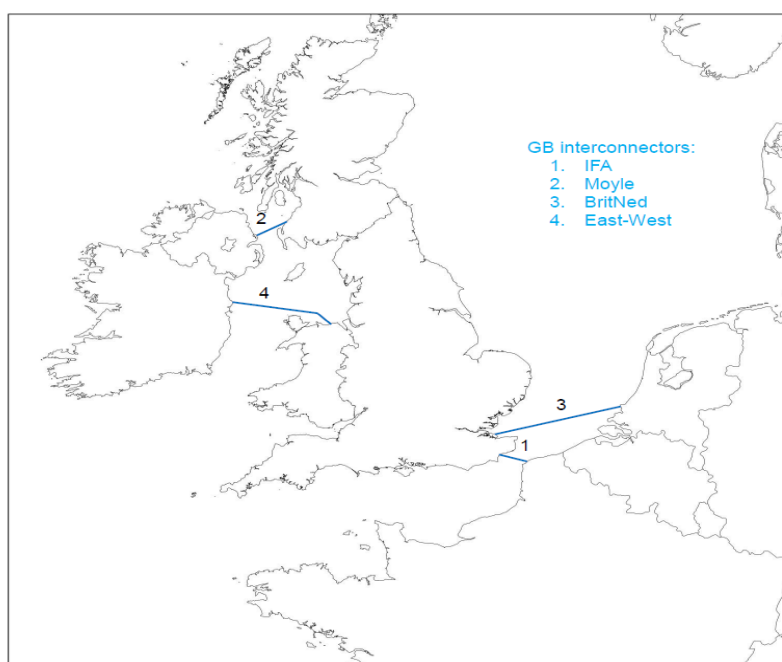 GB interconnectors:
1. IFA
2. Moyle
3. BritNed
4. East-West
2
4
3
1